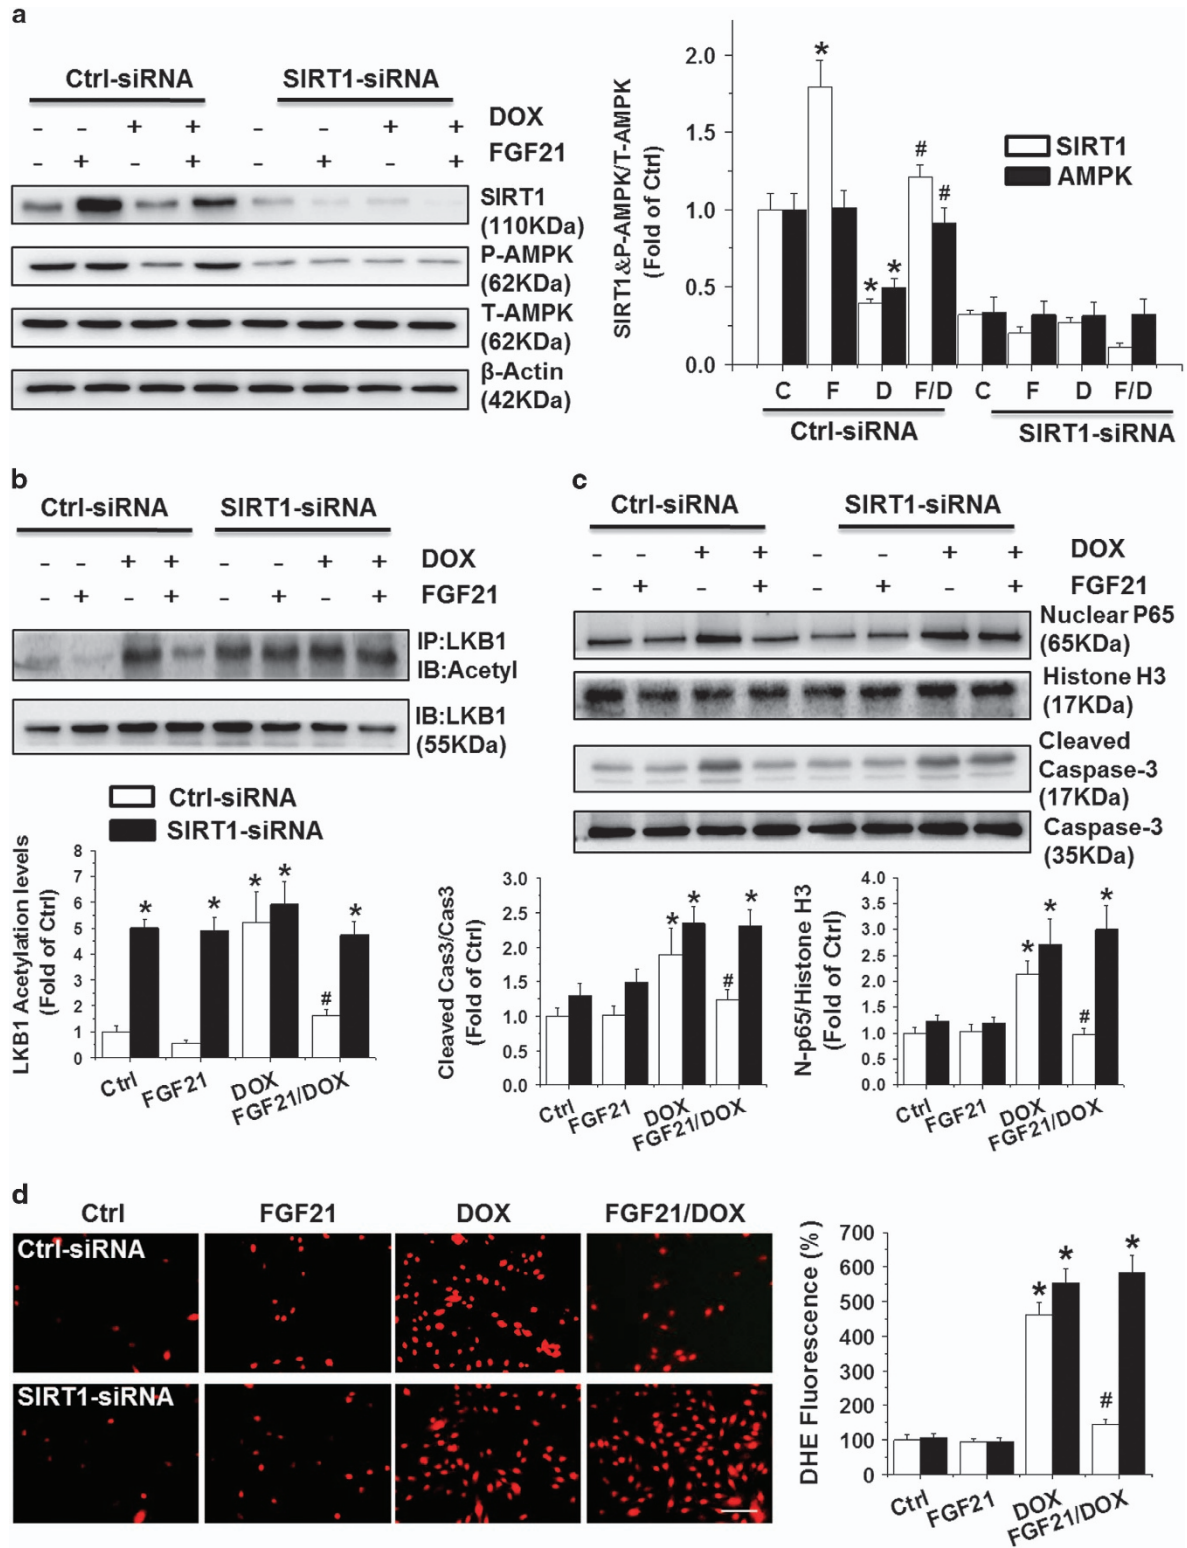 a
Ctrl-siRNA SIRT1-siRNA
- - + + - - + + DOX
- + - + - + - + FGF21
SIRT1
(110KDa)
P-AMPK
(62KDa)
T-AMPK
(62KDa)
β-Actin
(42KDa)
SIRT1&P-AMPK/T-AMPK
(Fold of Ctrl)
2.0
1.5
1.0
0.5
0.0
*
* *
# #
SIRT1
AMPK
C F D F/D C F D F/D
Ctrl-siRNA SIRT1-siRNA
b
Ctrl-siRNA SIRT1-siRNA
- - + + - - + + DOX
- + - + - + - + FGF21
IP:LKB1
IB:Acetyl
IB:LKB1
(55KDa)
Ctrl-siRNA
SIRT1-siRNA
LKB1 Acetylation levels
(Fold of Ctrl)
8
7
6
5
4
3
2
1
0
* * * * # *
Ctrl FGF21 DOX FGF21/DOX
c
Ctrl-siRNA SIRT1-siRNA
- - + + - - + + DOX
- + - + - + - + FGF21
Nuclear P65
(65KDa)
Histone H3
(17KDa)
Cleaved
Caspase-3
(17KDa)
Caspase-3
(35KDa)
Cleaved Cas3/Cas3
(Fold of Ctrl)
3.0
2.5
2.0
1.5
1.0
0.5
0.0
* * # *
Ctrl FGF21 DOX FGF21/DOX
N-p65/Histone H3
(Fold of Ctrl)
4.0
3.5
3.0
2.5
2.0
1.5
1.0
0.5
0.0
* * # *
Ctrl FGF21 DOX FGF21/DOX
d
Ctrl FGF21 DOX FGF21/DOX
Ctrl-siRNA
SIRT1-siRNA
DHE Fluorescence (%)
700
600
500
400
300
200
100
0
* * # *
Ctrl FGF21 DOX FGF21/DOX